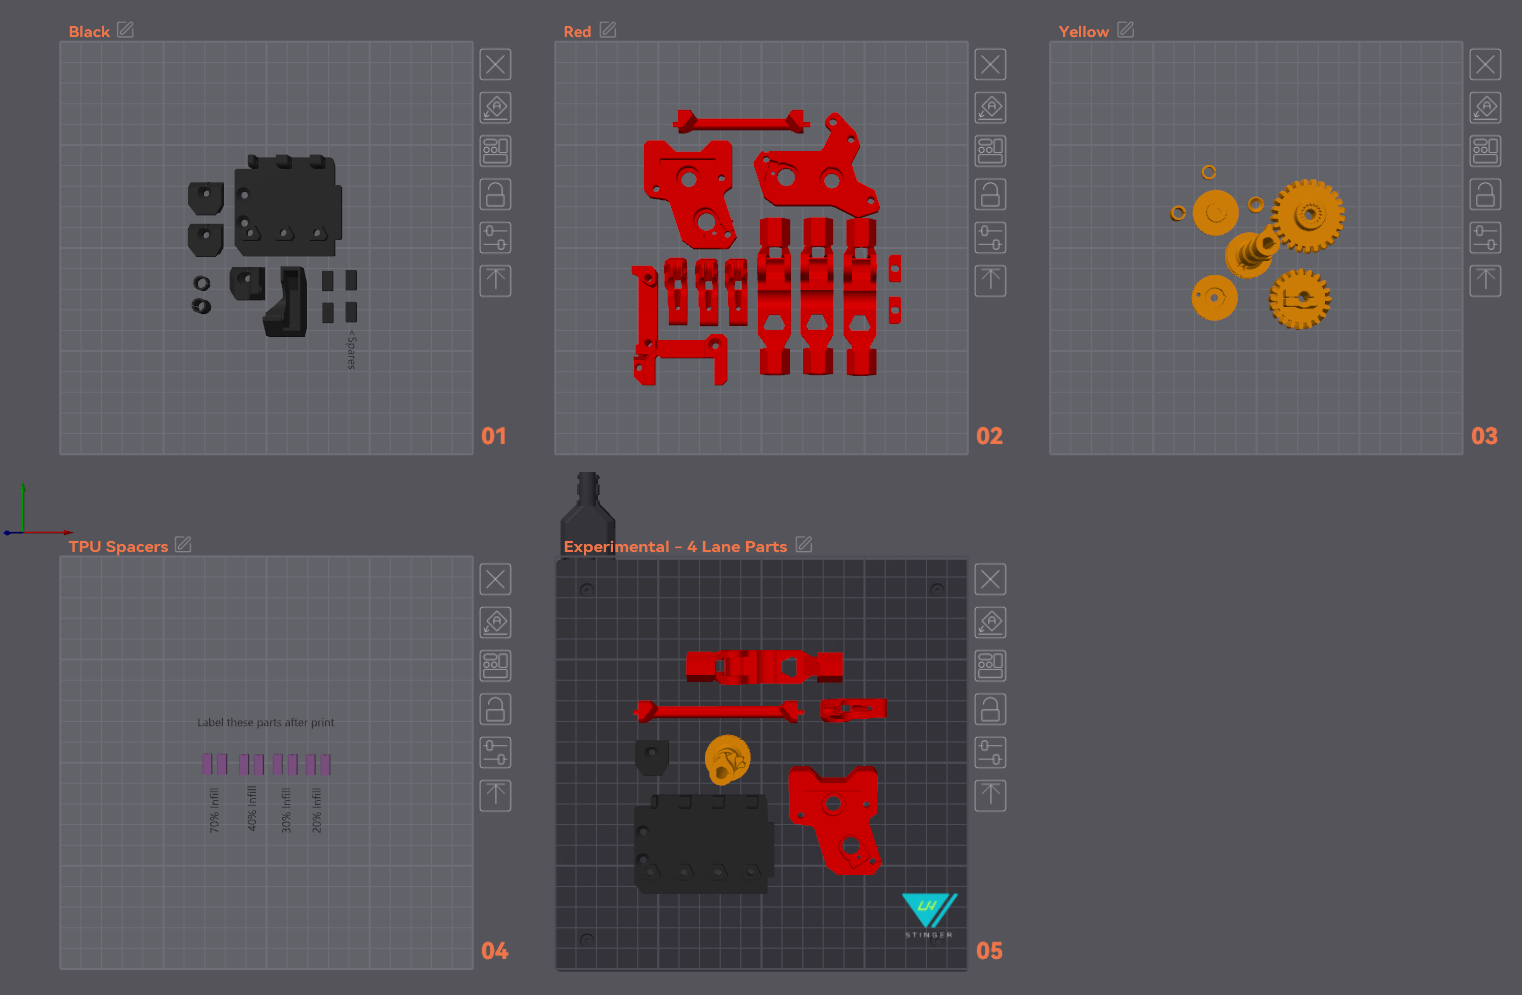 Black
Red
Yellow
<Spares
01
02
03
TPU Spacers
Experimental - 4 Lane Parts
Label these parts after print
70% Infill
40% Infill
30% Infill
20% Infill
LH
STINGER
04
05